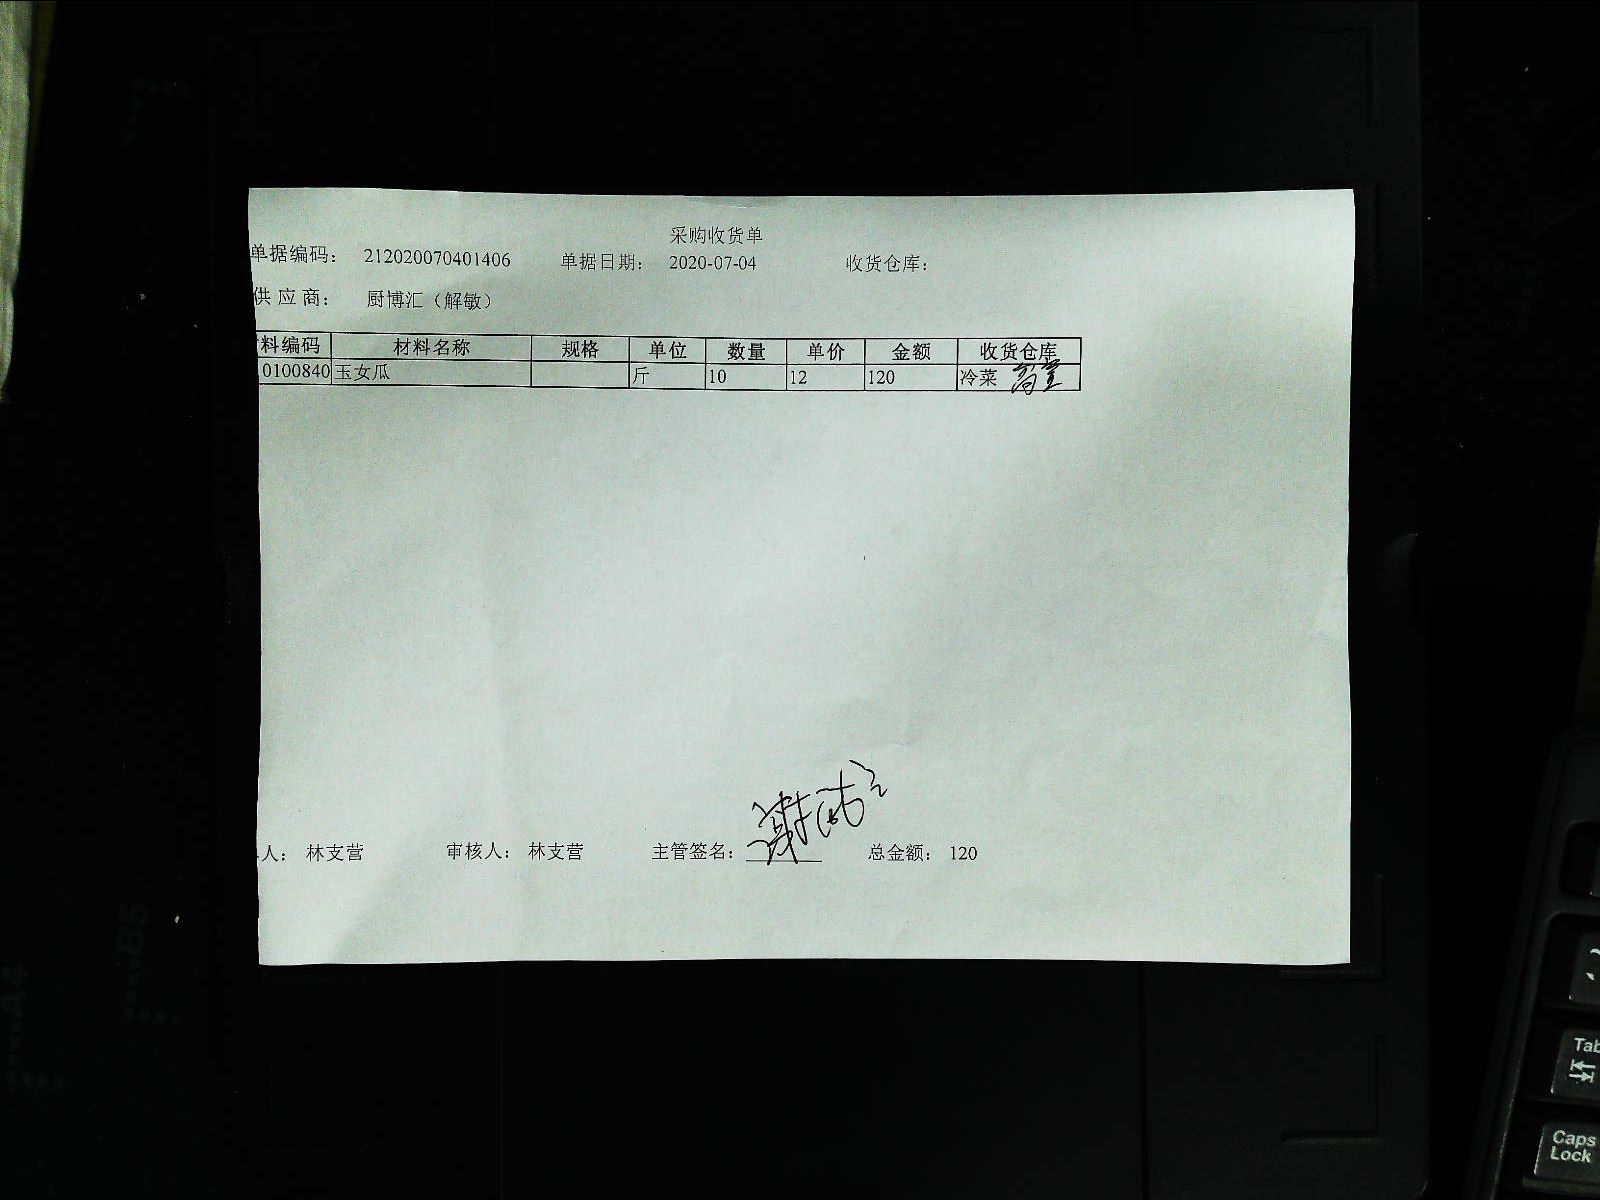 采购收货单
单据编码： 212020070401406 单据日期： 2020-07-04 收货仓库：
供应商： 厨博汇（解敏）
料编码 材料名称 规格 单位 数量 单价 金额 收货仓库
0100840 玉女瓜 斤 10 12 120 冷菜
人： 林支营 审核人： 林支营 主管签名： 总金额： 120
A4
B5
Tab
Caps
Lock